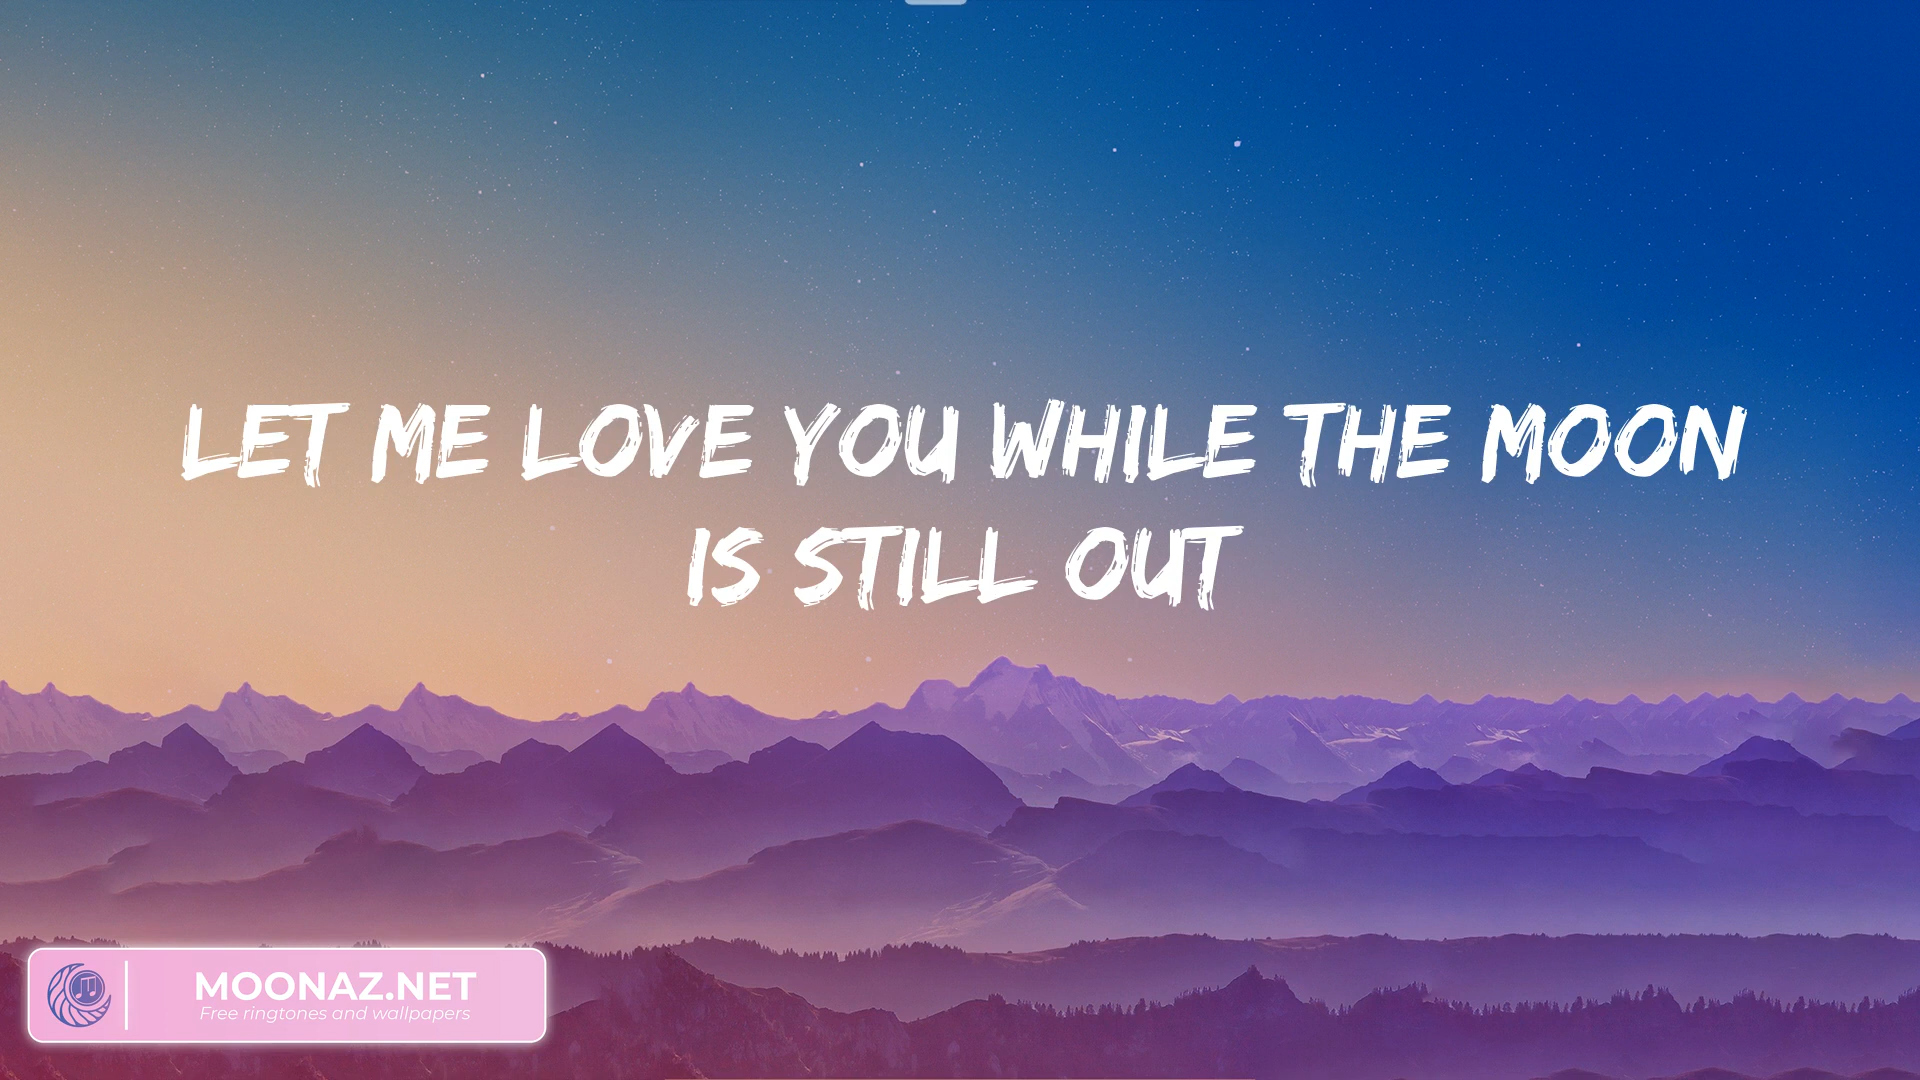 LET ME LOVE YOU WHILE THE MOON
IS STILL OUT
MOONAZ.NET
Free ringtones and wallpapers